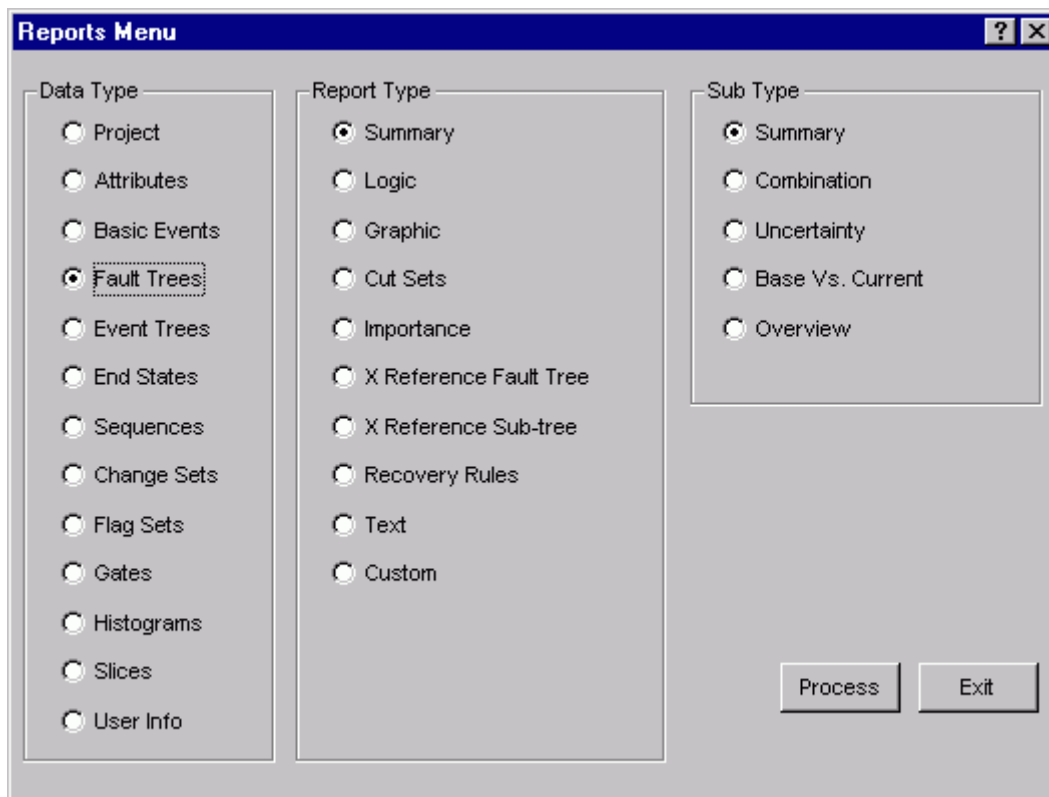 Reports Menu
Data Type
Project
Attributes
Basic Events
Fault Trees
Event Trees
End States
Sequences
Change Sets
Flag Sets
Gates
Histograms
Slices
User Info
Report Type
Summary
Logic
Graphic
Cut Sets
Importance
X Reference Fault Tree
X Reference Sub-tree
Recovery Rules
Text
Custom
Sub Type
Summary
Combination
Uncertainty
Base Vs. Current
Overview
Process
Exit